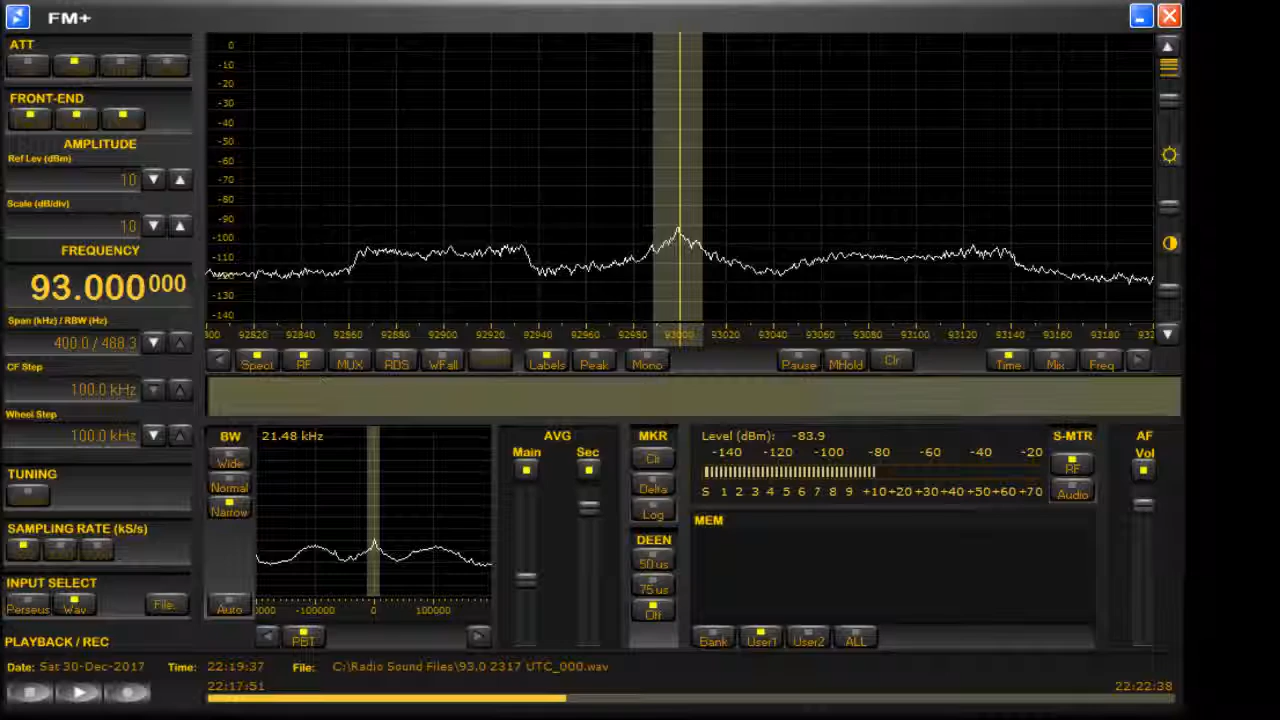 FM+
ATT
FRONT-END
AMPLITUDE
Ref Lev (dBm)
10
Scale (dB/div)
10
FREQUENCY
93.000000
Span (kHz) / RBW (Hz)
400.0 / 488.3
CF Step
100.0 kHz
Wheel Step
100.0 kHz
TUNING
SAMPLING RATE (kS/s)
INPUT SELECT
Perseus Wav File
0
-10
-20
-30
-40
-50
-60
-70
-80
-90
-100
-110
-120
-130
-140
300 92820 92840 92860 92880 92900 92920 92940 92960 92980 93000 93020 93040 93060 93080 93100 93120 93140 93160 93180 932
Spect RF MUX RDS WFall Labels Peak Mono Pause MHold Clr Time Mix Freq
BW
21.48 kHz
Wide
Normal
Narrow
Auto
0000 -100000 0 100000
PBT
AVG
Main Sec
MKR
Clr
Delta
Log
DEEN
50 us
75 us
Off
Level (dBm): -83.9
-140 -120 -100 -80 -60 -40 -20
S 1 2 3 4 5 6 7 8 9 +10+20+30+40+50+60+70
S-MTR
RF
Audio
AF
Vol
MEM
Bank User1 User2 ALL
PLAYBACK / REC
Date: Sat 30-Dec-2017 Time: 22:19:37 File: C:\Radio Sound Files\93.0 2317 UTC_000.wav
22:17:51 22:22:38